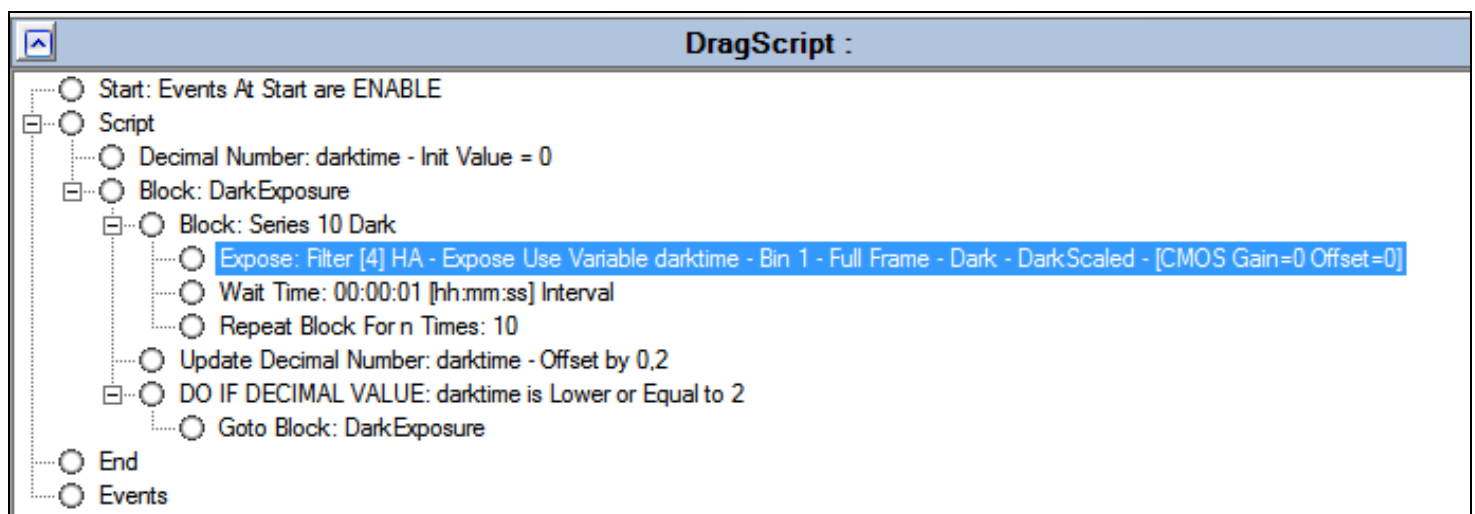 DragScript :
Start: Events At Start are ENABLE
Script
Decimal Number: darktime - Init Value = 0
Block: DarkExposure
Block: Series 10 Dark
Expose: Filter [4] HA - Expose Use Variable darktime - Bin 1 - Full Frame - Dark - DarkScaled - [CMOS Gain=0 Offset=0]
Wait Time: 00:00:01 [hh:mm:ss] Interval
Repeat Block For n Times: 10
Update Decimal Number: darktime - Offset by 0,2
DO IF DECIMAL VALUE: darktime is Lower or Equal to 2
Goto Block: DarkExposure
End
Events